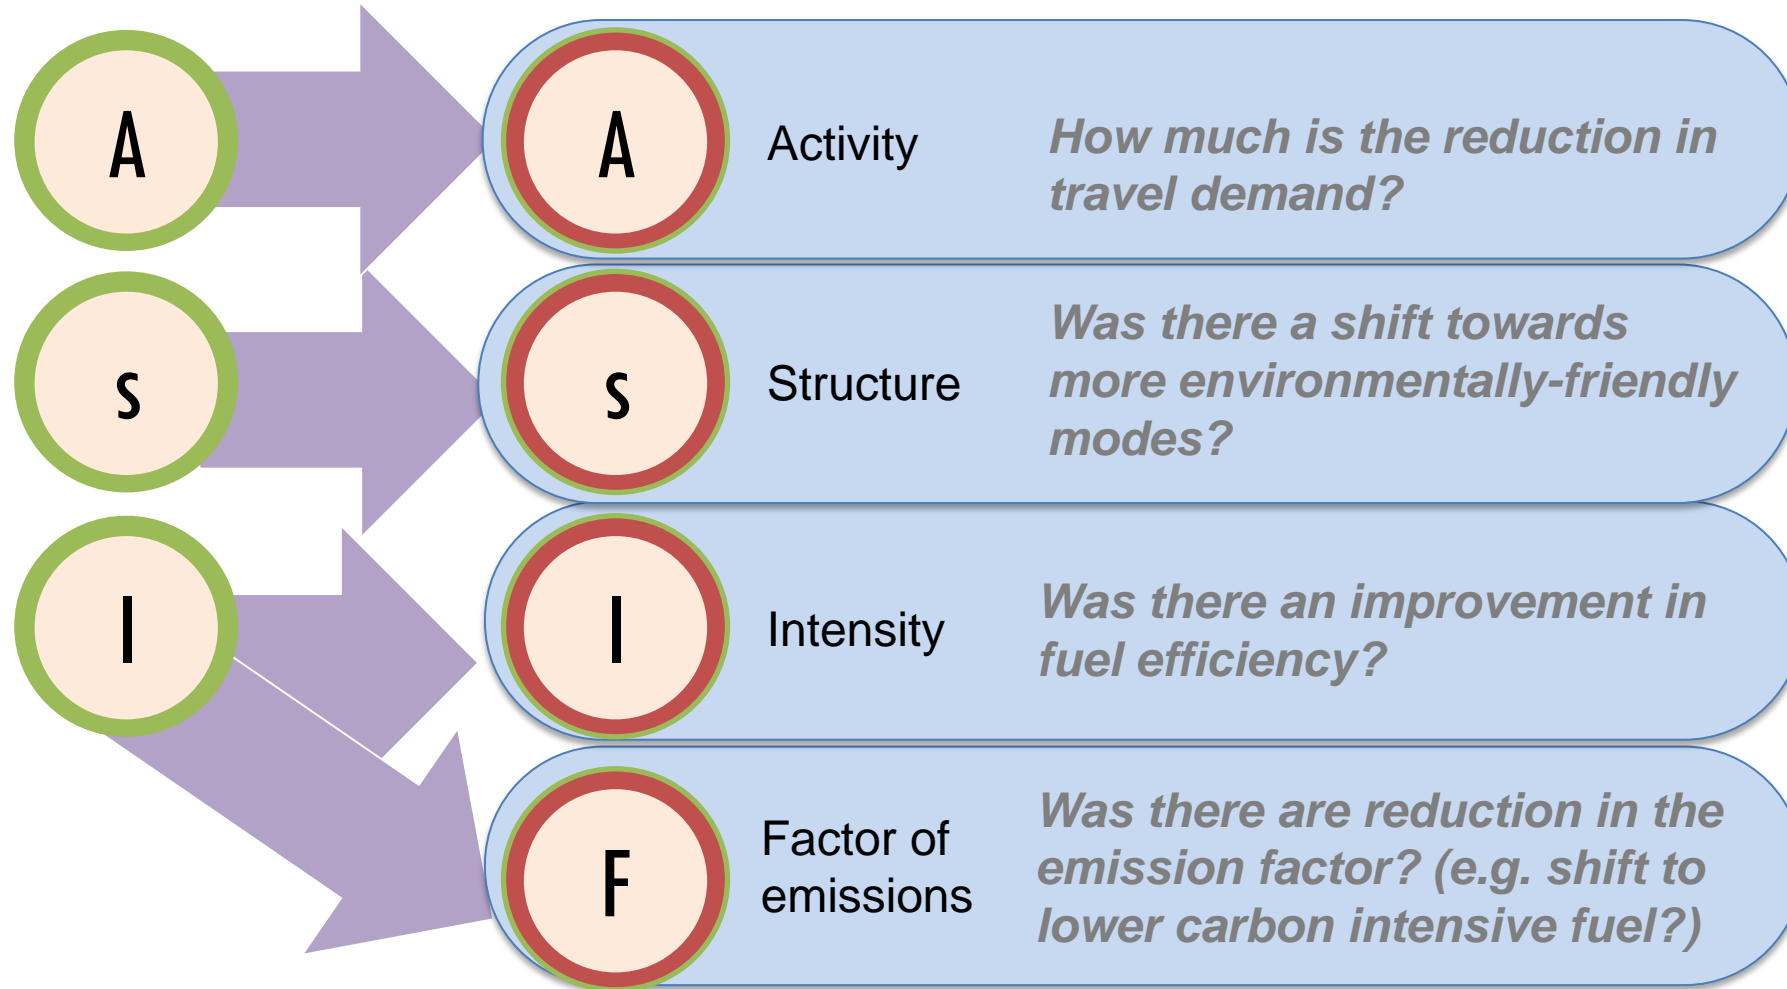 A
A
Activity
How much is the reduction in
travel demand?
s
s
Structure
Was there a shift towards
more environmentally-friendly
modes?
I
I
Intensity
Was there an improvement in
fuel efficiency?
F
Factor of
emissions
Was there are reduction in the
emission factor? (e.g. shift to
lower carbon intensive fuel?)